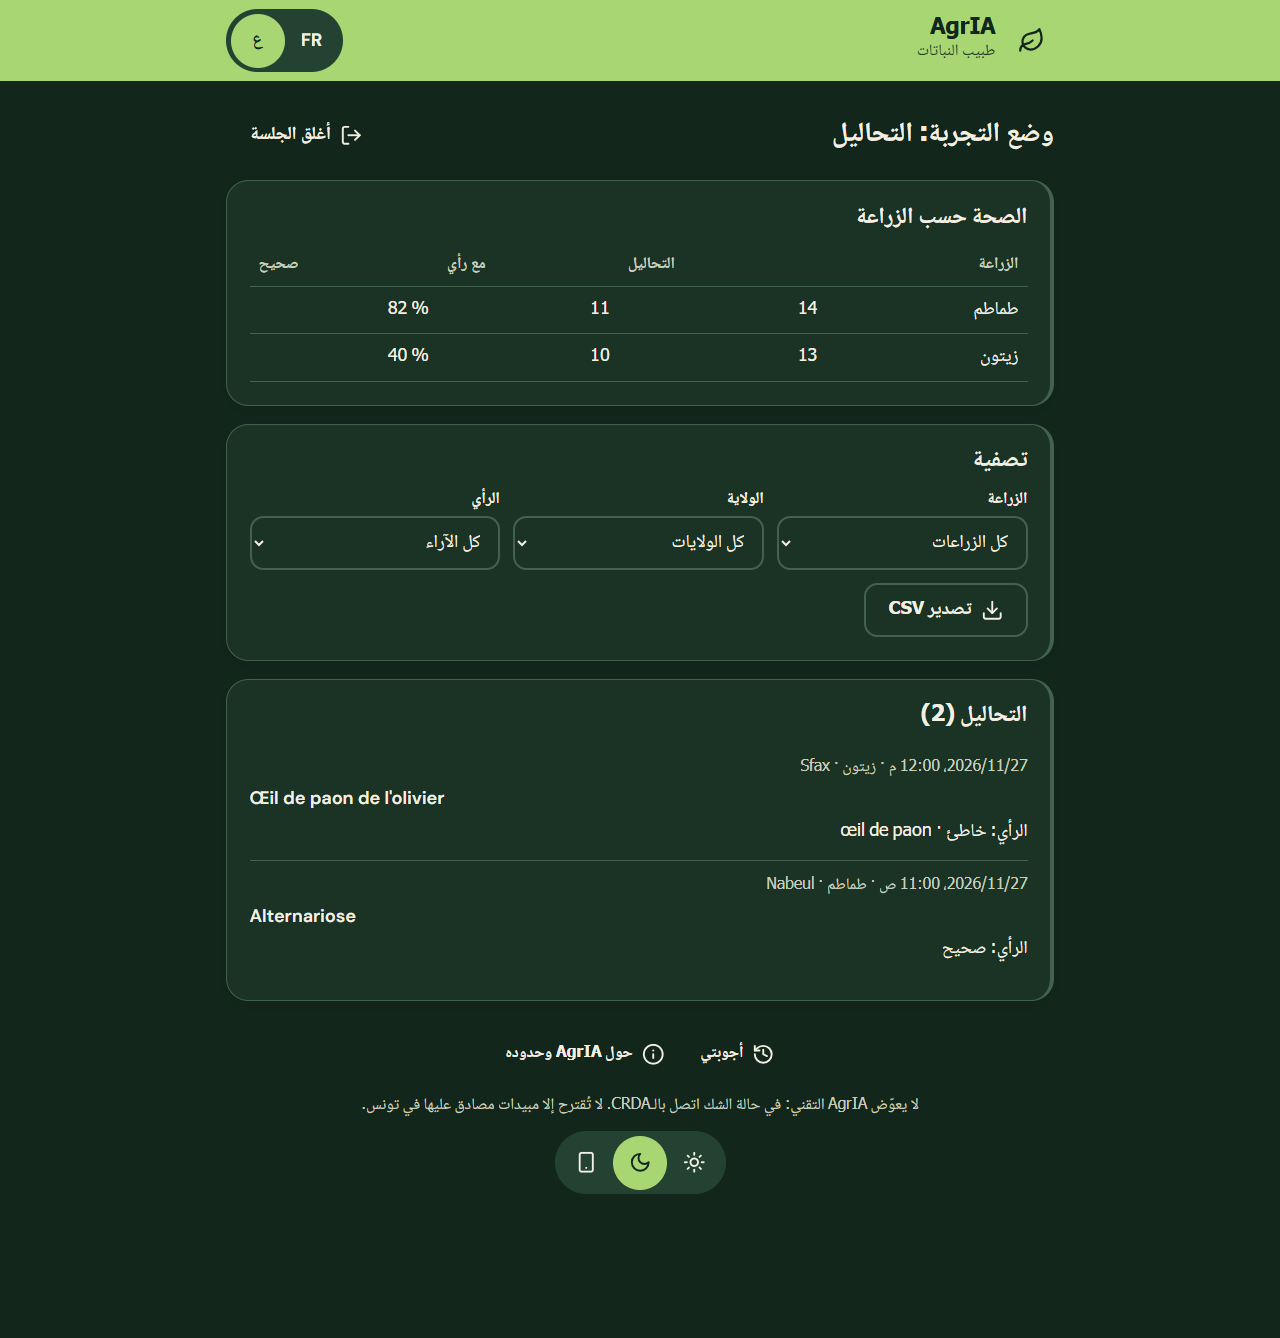 AgrIA
طبيب النباتات
FR
ع
وضع التجربة: التحاليل
أغلق الجلسة
الصحة حسب الزراعة
الزراعة التحاليل مع رأي صحيح
طماطم 14 11 82 %
زيتون 13 10 40 %
تصفية
الزراعة الولاية الرأي
كل الزراعات كل الولايات كل الآراء
تصدير CSV
التحاليل (2)
2026/11/27، 12:00 م · زيتون · Sfax
Œil de paon de l'olivier
الرأي: خاطئ · œil de paon
2026/11/27، 11:00 ص · طماطم · Nabeul
Alternariose
الرأي: صحيح
أجوبتي حول AgrIA وحدوده
لا يعوّض AgrIA التقني: في حالة الشك اتصل بالـCRDA. لا تُقترح إلا مبيدات مصادق عليها في تونس.